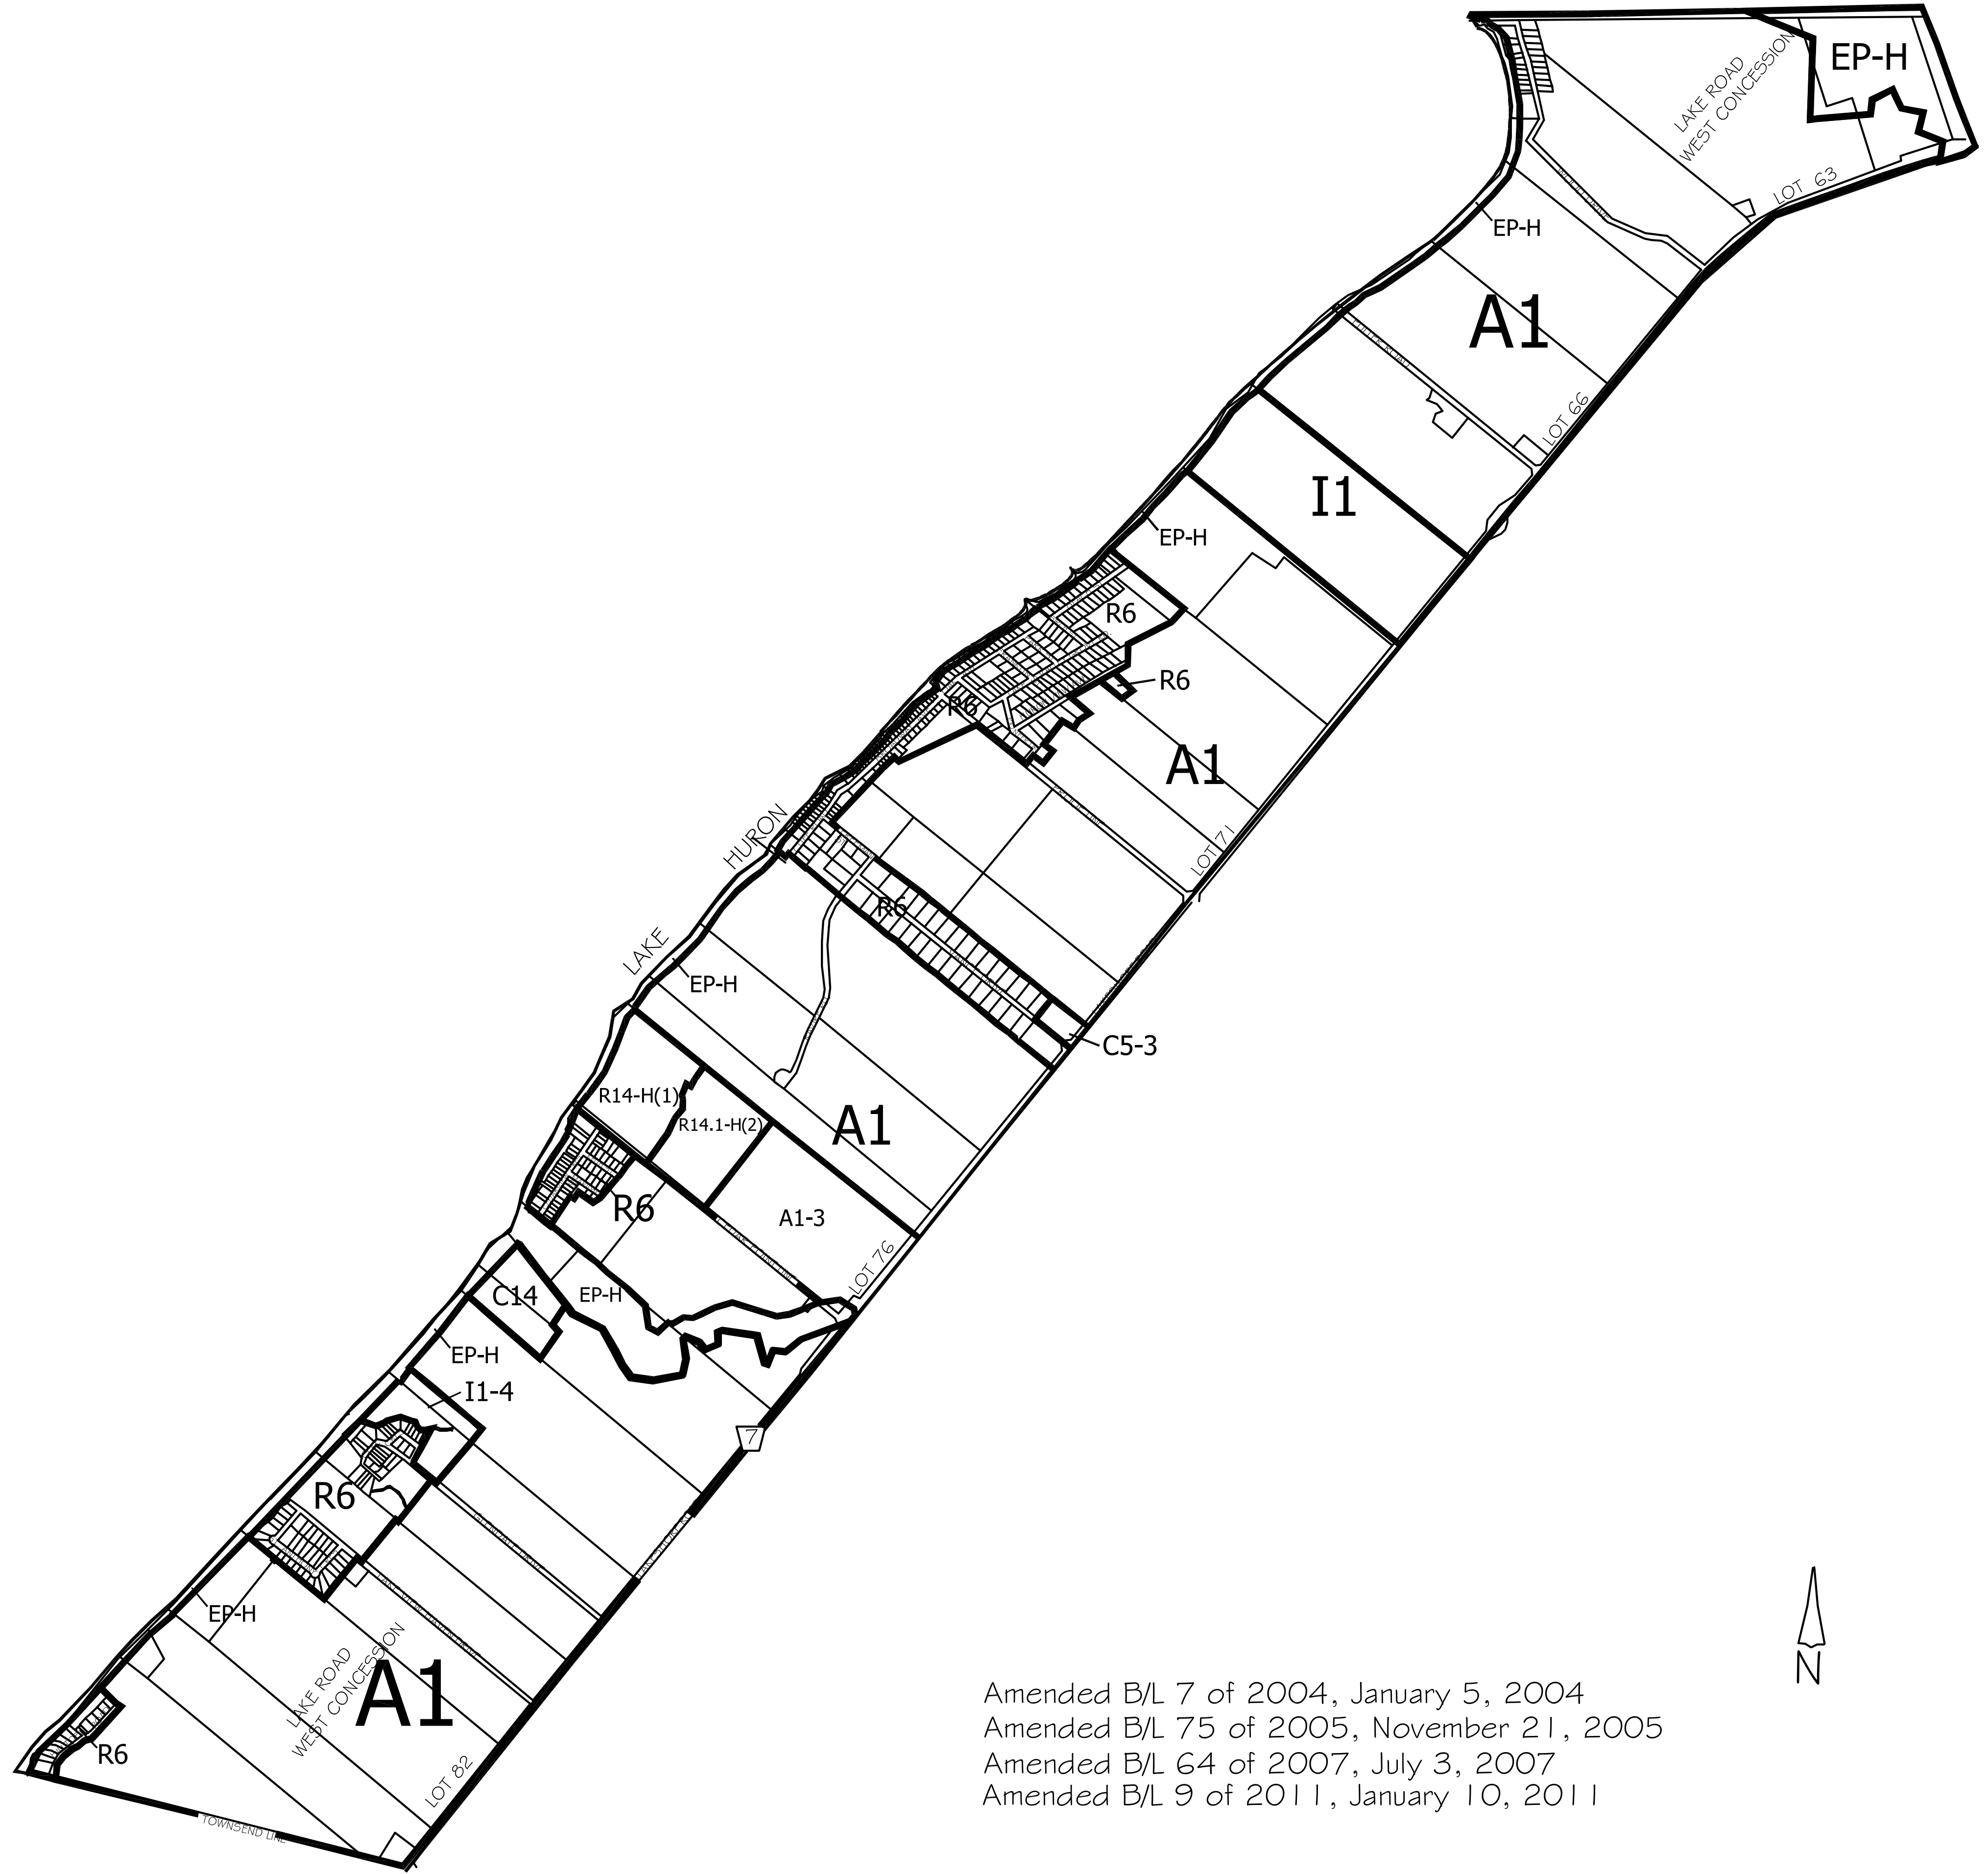 EP-H
LAKE ROAD
WEST CONCESSION
LOT 63
EP-H
A1
LOT 66
I1
EP-H
R6
R6
R6
A1
LOT 71
LAKE HURON
R6
EP-H
C5-3
R14-H(1)
R14.1-H(2)
A1
R6
A1-3
LOT 76
C14
EP-H
EP-H
I1-4
7
R6
EP-H
LAKE ROAD
WEST CONCESSION
A1
R6
LOT 82
TOWNSEND LINE
N
Amended B/L 7 of 2004, January 5, 2004
Amended B/L 75 of 2005, November 21, 2005
Amended B/L 64 of 2007, July 3, 2007
Amended B/L 9 of 2011, January 10, 2011